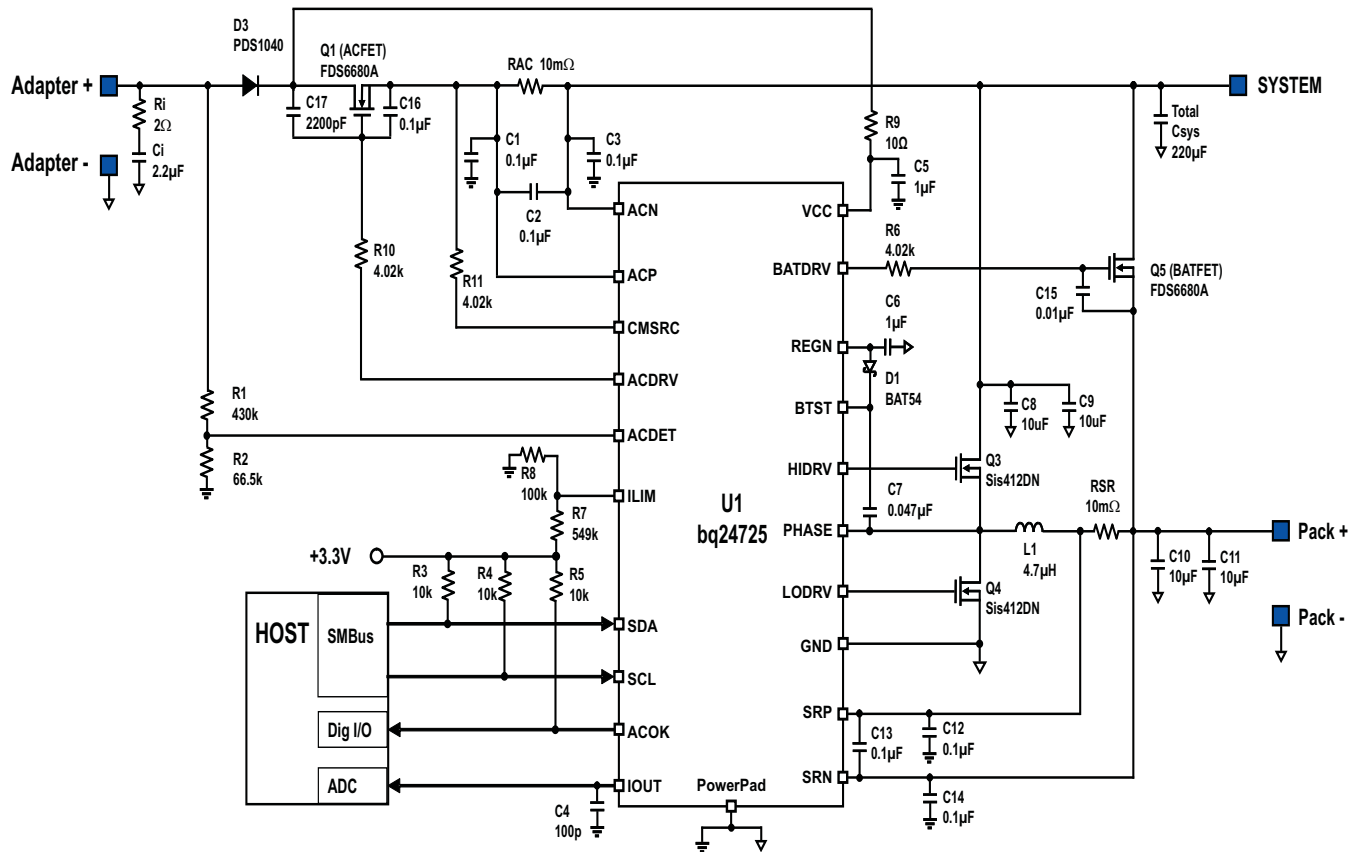 D3
PDS1040
Q1 (ACFET)
FDS6680A
RAC 10mΩ
Adapter +
SYSTEM
Ri
2Ω
C17
2200pF
C16
0.1µF
R9
10Ω
Total
Csys
220µF
Adapter -
Ci
2.2µF
C1
0.1µF
C3
0.1µF
C5
1µF
C2
0.1µF
ACN
VCC
R10
4.02k
R11
4.02k
ACP
R6
4.02k
BATDRV
Q5 (BATFET)
FDS6680A
C15
0.01µF
CMSRC
C6
1µF
REGN
ACDRV
D1
BAT54
R1
430k
BTST
C8
10uF
C9
10uF
ACDET
R2
66.5k
R8
100k
HIDRV
Q3
Sis412DN
ILIM
U1
bq24725
C7
0.047µF
RSR
10mΩ
R7
549k
PHASE
Pack +
L1
4.7µH
C10
10µF
C11
10µF
+3.3V
R3
10k
R4
10k
R5
10k
LODRV
Q4
Sis412DN
HOST
SMBus
SDA
Pack -
GND
SCL
SRP
Dig I/O
ACOK
C13
0.1µF
C12
0.1µF
ADC
IOUT
PowerPad
SRN
C4
100p
C14
0.1µF